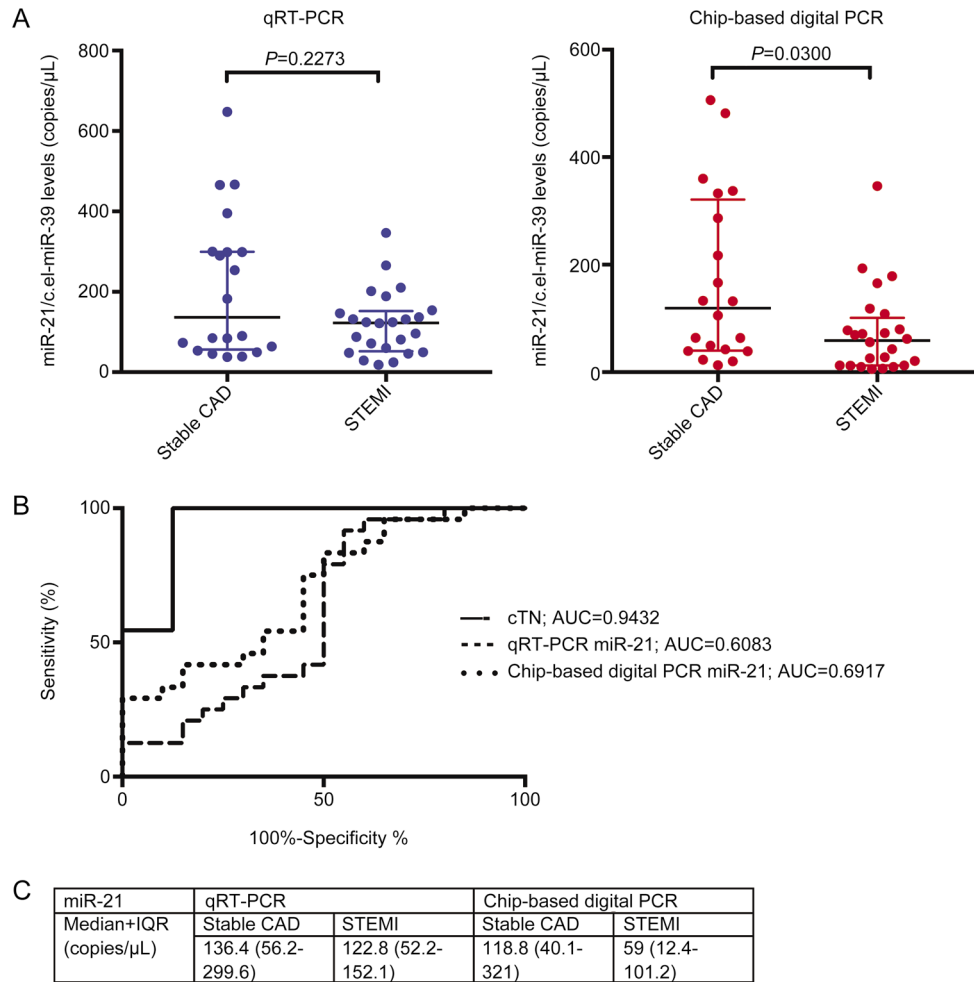 A
qRT-PCR
Chip-based digital PCR
miR-21/c.el-miR-39 levels (copies/µL)
800
600
400
200
0
P=0.2273
Stable CAD
STEMI
miR-21/c.el-miR-39 levels (copies/µL)
600
400
200
0
P=0.0300
Stable CAD
STEMI
B
Sensitivity (%)
100
50
0
0
50
100
100%-Specificity %
cTN; AUC=0.9432
qRT-PCR miR-21; AUC=0.6083
Chip-based digital PCR miR-21; AUC=0.6917
C
miR-21 qRT-PCR Chip-based digital PCR
Median+IQR Stable CAD STEMI Stable CAD STEMI
(copies/µL) 136.4 (56.2- 122.8 (52.2- 118.8 (40.1- 59 (12.4-
299.6) 152.1) 321) 101.2)